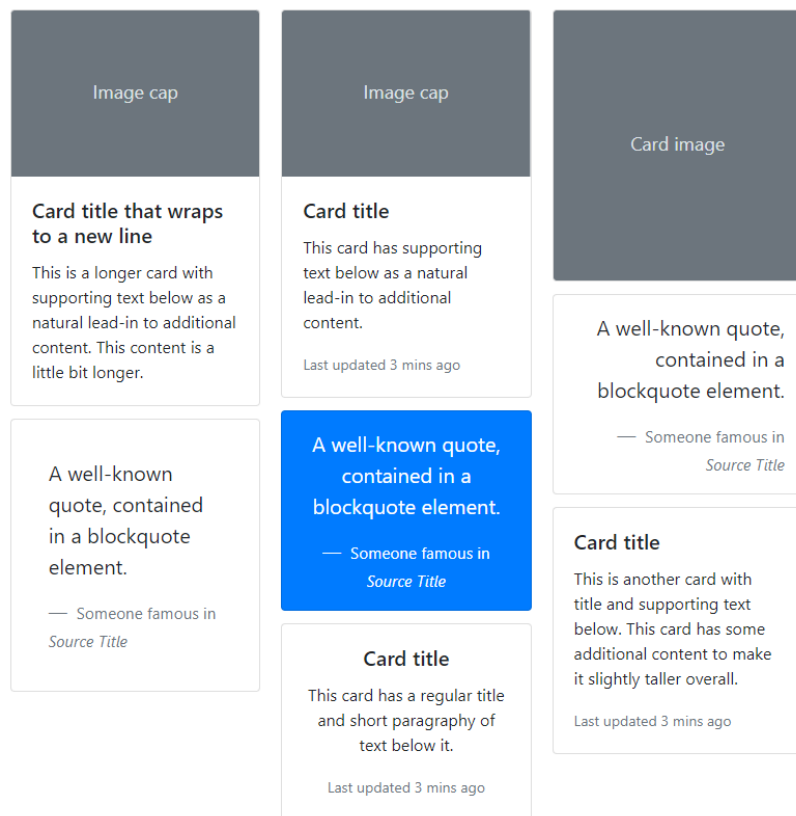 Image cap
Card title that wraps
to a new line
This is a longer card with
supporting text below as a
natural lead-in to additional
content. This content is a
little bit longer.
A well-known
quote, contained
in a blockquote
element.
— Someone famous in
Source Title
Image cap
Card title
This card has supporting
text below as a natural
lead-in to additional
content.
Last updated 3 mins ago
A well-known quote,
contained in a
blockquote element.
— Someone famous in
Source Title
Card title
This card has a regular title
and short paragraph of
text below it.
Last updated 3 mins ago
Card image
A well-known quote,
contained in a
blockquote element.
— Someone famous in
Source Title
Card title
This is another card with
title and supporting text
below. This card has some
additional content to make
it slightly taller overall.
Last updated 3 mins ago